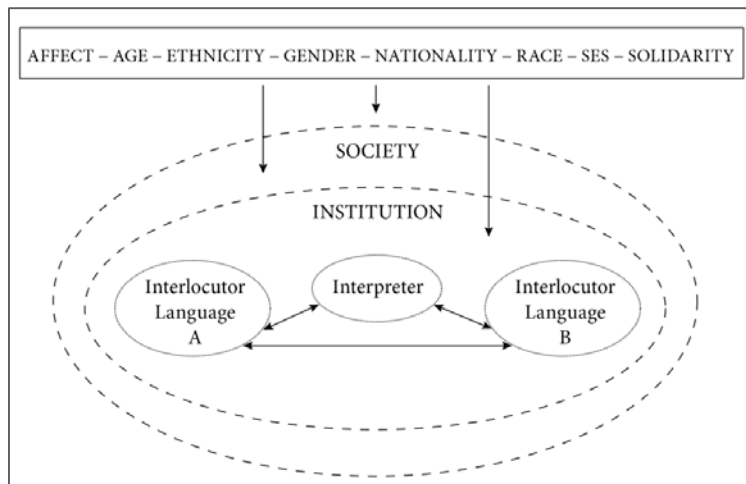 AFFECT – AGE – ETHNICITY – GENDER – NATIONALITY – RACE – SES – SOLIDARITY
SOCIETY
INSTITUTION
Interlocutor
Language
A
Interpreter
Interlocutor
Language
B